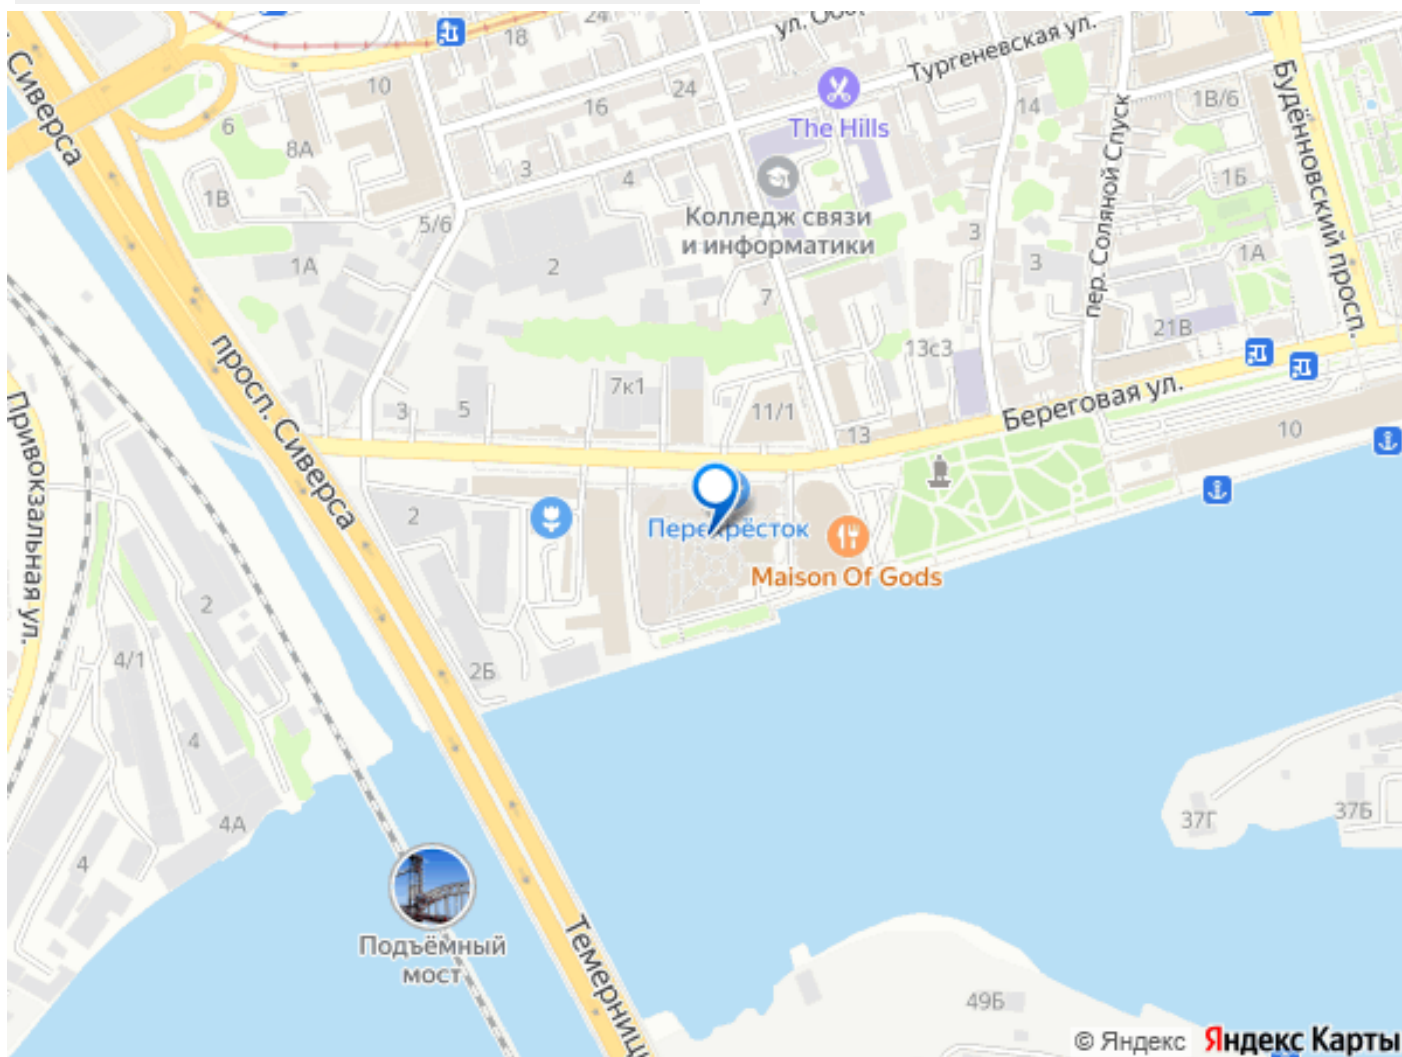 18
24
ул. Обор
Тургеневская ул.
Сиверса
10
16
24
The Hills
14
пер. Соляной Спуск
1В/6
Будённовский просп.
6
8А
3
4
1Б
1В
5/6
Колледж связи
и информатики
3
3
1А
1А
2
7
21В
13с3
просп. Сиверса
Привокзальная ул.
3
5
7к1
11/1
13
Береговая ул.
10
2
Перекрёсток
Maison Of Gods
2
4/1
2Б
4
4А
4
37Г
37Б
Подъёмный
мост
Темерниц
49Б
© Яндекс Яндекс Карты